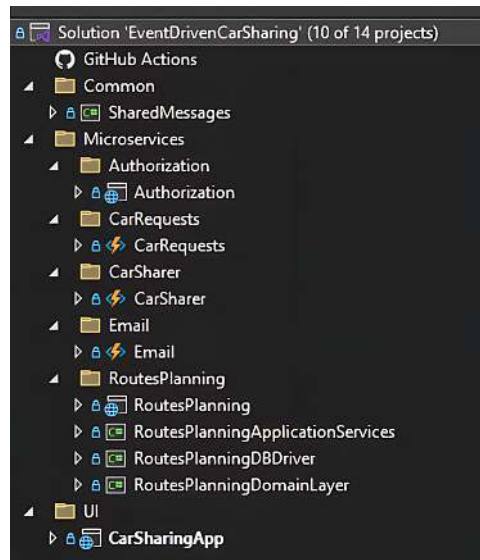 Solution 'EventDrivenCarSharing' (10 of 14 projects)
GitHub Actions
Common
C# SharedMessages
Microservices
Authorization
Authorization
CarRequests
CarRequests
CarSharer
CarSharer
Email
Email
RoutesPlanning
RoutesPlanning
C# RoutesPlanningApplicationServices
C# RoutesPlanningDBDriver
C# RoutesPlanningDomainLayer
UI
CarSharingApp